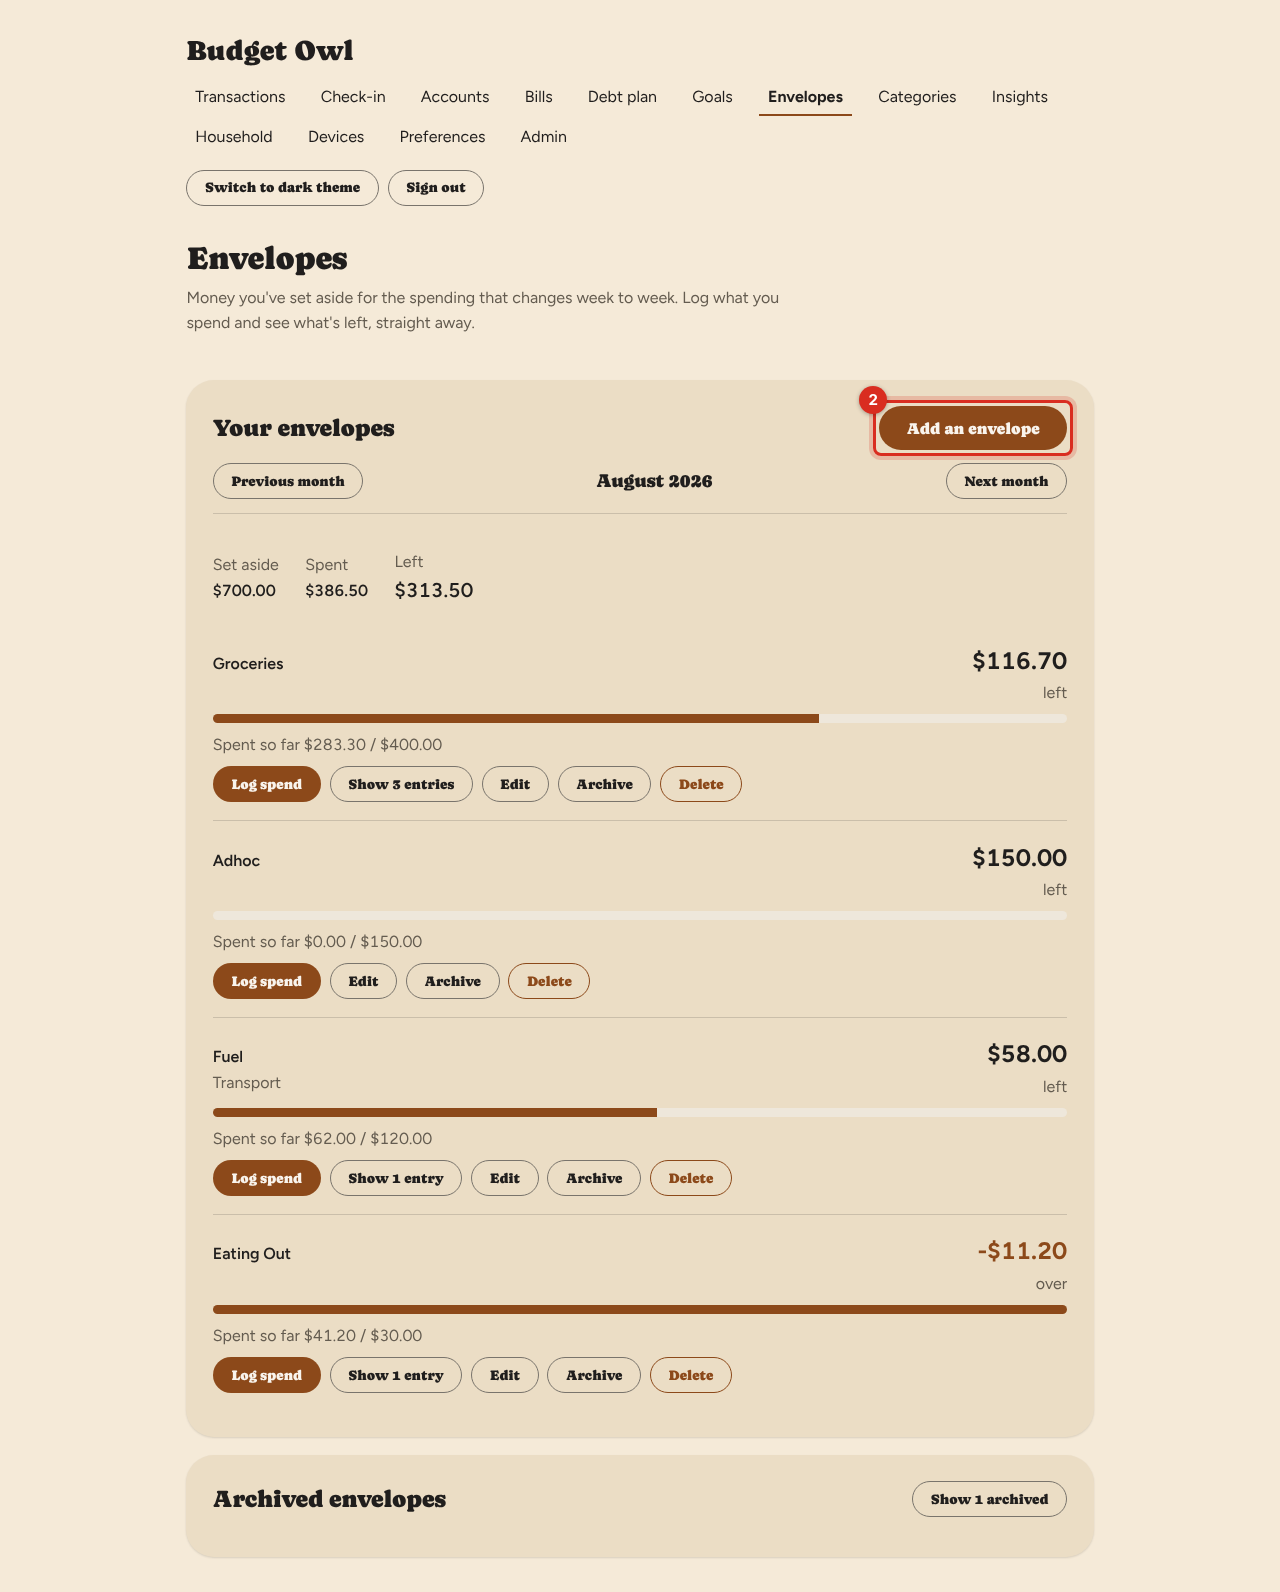 Budget Owl
Transactions Check-in Accounts Bills Debt plan Goals Envelopes Categories Insights
Household Devices Preferences Admin
Switch to dark theme Sign out
Envelopes
Money you've set aside for the spending that changes week to week. Log what you
spend and see what's left, straight away.
2
Your envelopes Add an envelope
Previous month August 2026 Next month
Set aside Spent Left
$700.00 $386.50 $313.50
Groceries $116.70
left
Spent so far $283.30 / $400.00
Log spend Show 3 entries Edit Archive Delete
Adhoc $150.00
left
Spent so far $0.00 / $150.00
Log spend Edit Archive Delete
Fuel $58.00
Transport left
Spent so far $62.00 / $120.00
Log spend Show 1 entry Edit Archive Delete
Eating Out -$11.20
over
Spent so far $41.20 / $30.00
Log spend Show 1 entry Edit Archive Delete
Archived envelopes Show 1 archived